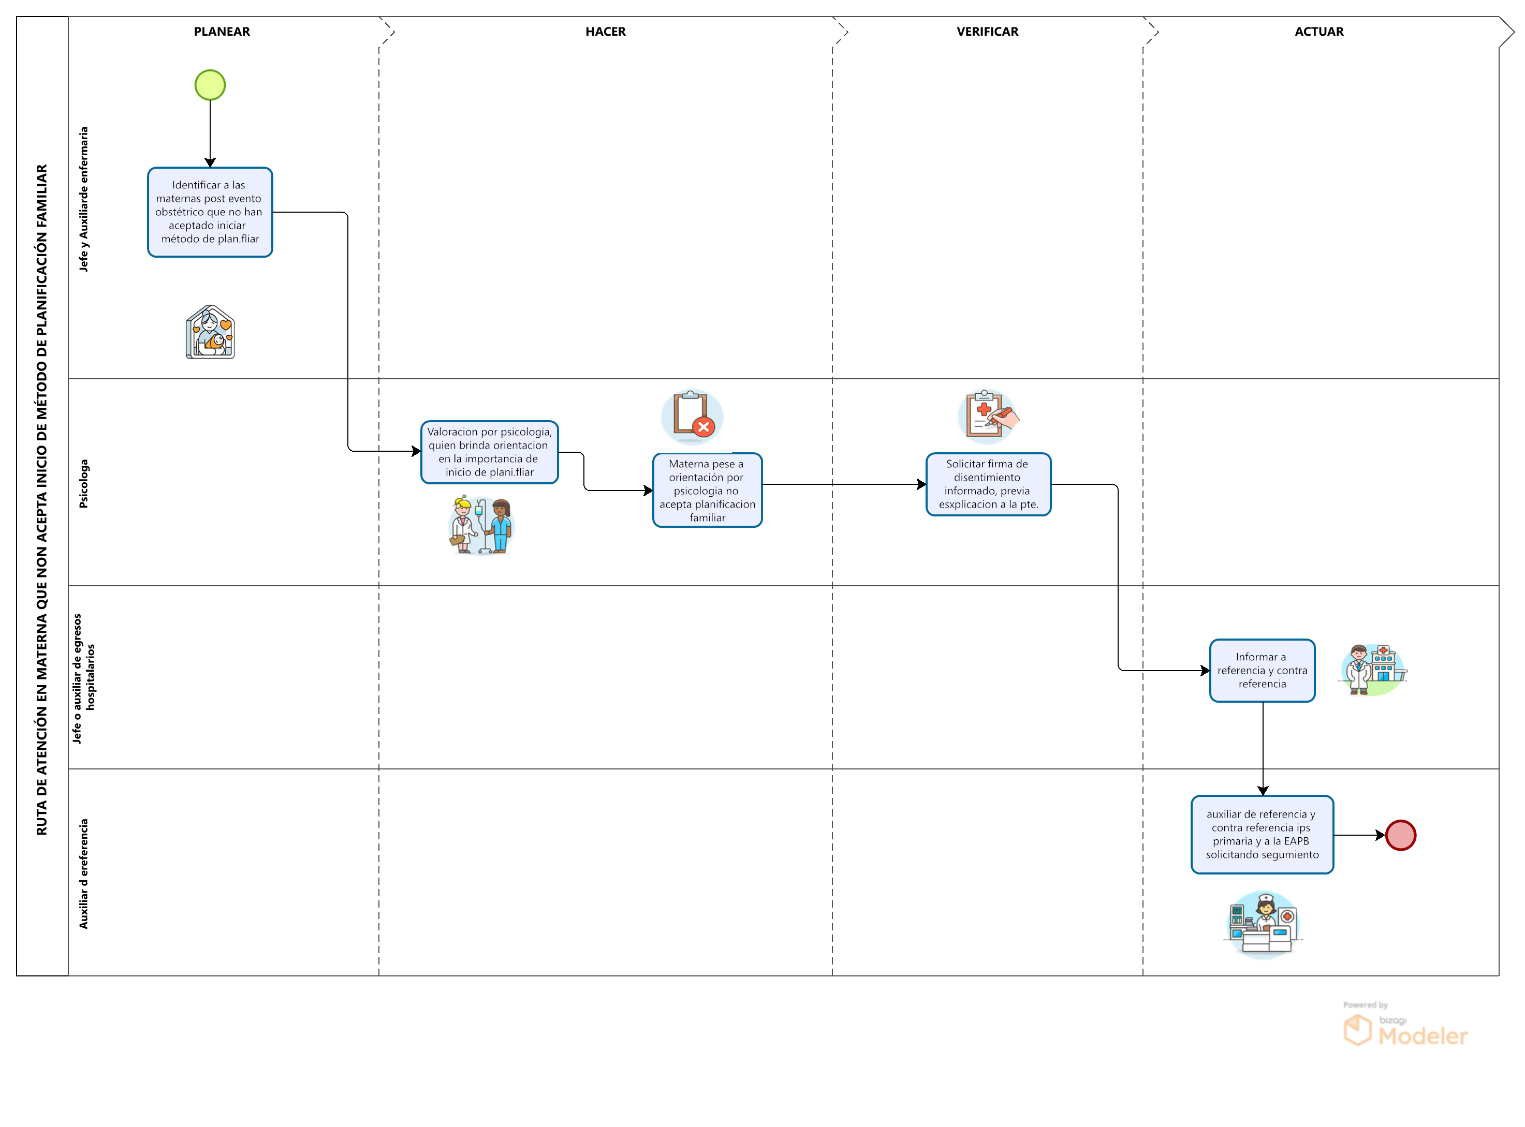 PLANEAR
HACER
VERIFICAR
ACTUAR
RUTA DE ATENCIÓN EN MATERNA QUE NON ACEPTA INICIO DE MÉTODO DE PLANIFICACIÓN FAMILIAR
Jefe y Auxiliarde enfermaria
Identificar a las
maternas post evento
obstétrico que no han
aceptado iniciar
método de plan.fliar
Psicologa
Valoracion por psicologia,
quien brinda orientacion
en la importancia de
inicio de plani.fliar
Materna pese a
orientación por
psicologia no
acepta planificacion
familiar
Solicitar firma de
disentimiento
informado, previa
esxplicacion a la pte.
Jefe o auxiliar de egresos
hospitalarios
Informar a
referencia y contra
referencia
Auxiliar d ereferencia
auxiliar de referencia y
contra referencia ips
primaria y a la EAPB
solicitando segumiento
Powered by
bizagi
Modeler